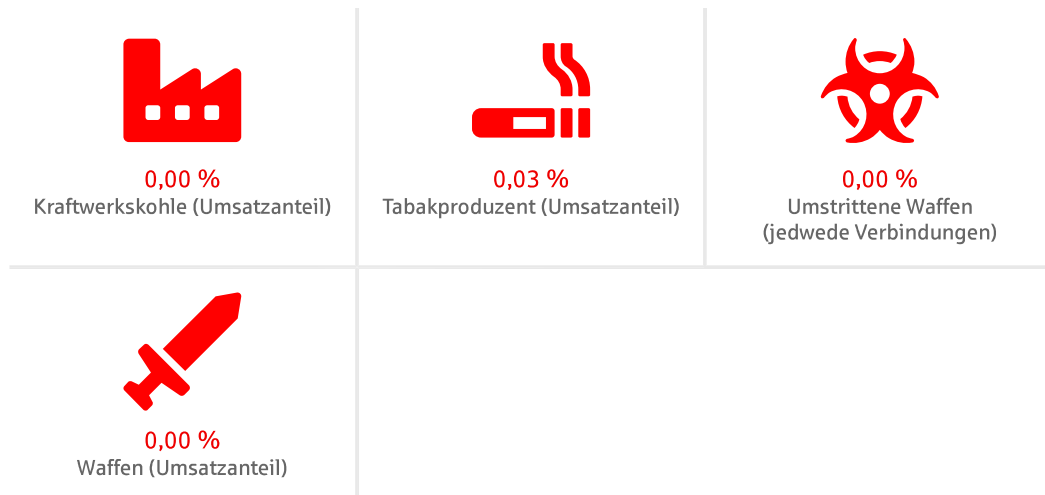 0,00 %
Kraftwerkskohle (Umsatzanteil)
0,03 %
Tabakproduzent (Umsatzanteil)
0,00 %
Umstrittene Waffen
(jedwede Verbindungen)
0,00 %
Waffen (Umsatzanteil)